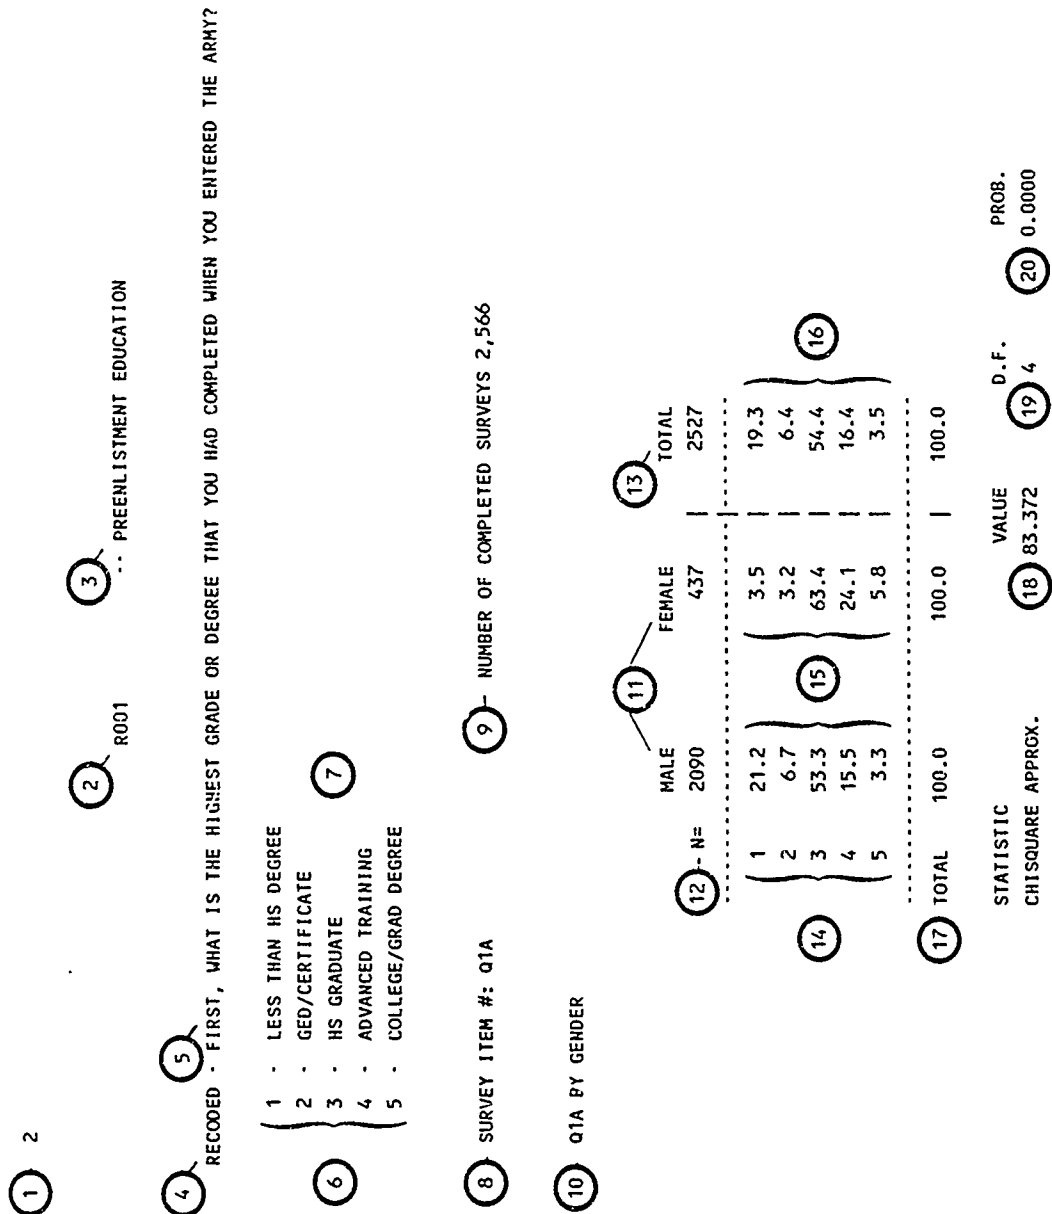 1 2
2 R001 3 -- PREENLISTMENT EDUCATION
4 RECODED - 5 FIRST, WHAT IS THE HIGHEST GRADE OR DEGREE THAT YOU HAD COMPLETED WHEN YOU ENTERED THE ARMY?
1 - LESS THAN HS DEGREE
2 - GED/CERTIFICATE
6 3 - HS GRADUATE 7
4 - ADVANCED TRAINING
5 - COLLEGE/GRAD DEGREE
8 SURVEY ITEM #: Q1A 9 NUMBER OF COMPLETED SURVEYS 2,566
10 Q1A BY GENDER
11 13
MALE FEMALE TOTAL
12 N= 2090 437 | 2527
1 21.2 3.5 | 19.3
2 6.7 3.2 | 6.4
14 3 53.3 15 63.4 | 54.4 16
4 15.5 24.1 | 16.4
5 3.3 5.8 | 3.5
17 TOTAL 100.0 100.0 | 100.0
STATISTIC VALUE D.F. PROB.
CHISQUARE APPROX. 18 83.372 19 4 20 0.0000